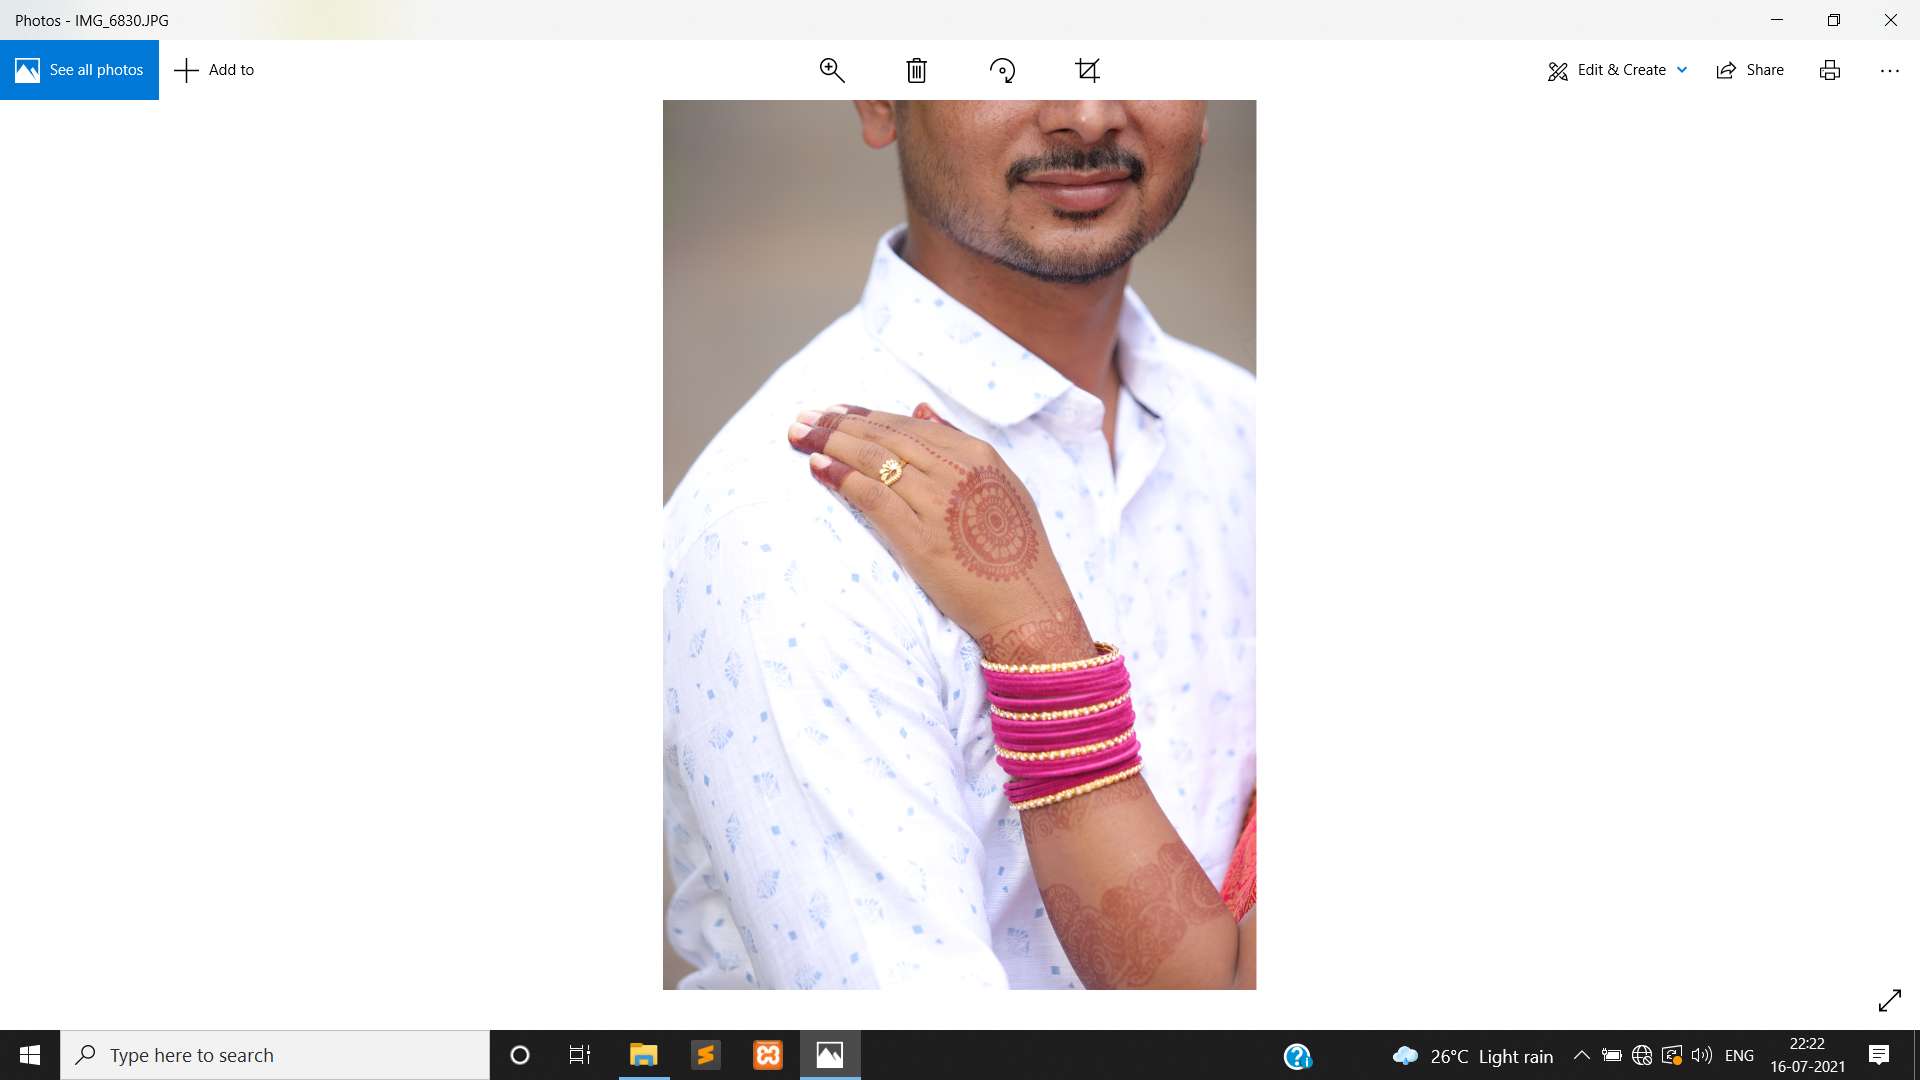 Photos - IMG_6830.JPG
See all photos
Add to
Edit & Create
Share
Type here to search
26°C Light rain
ENG
22:22
16-07-2021